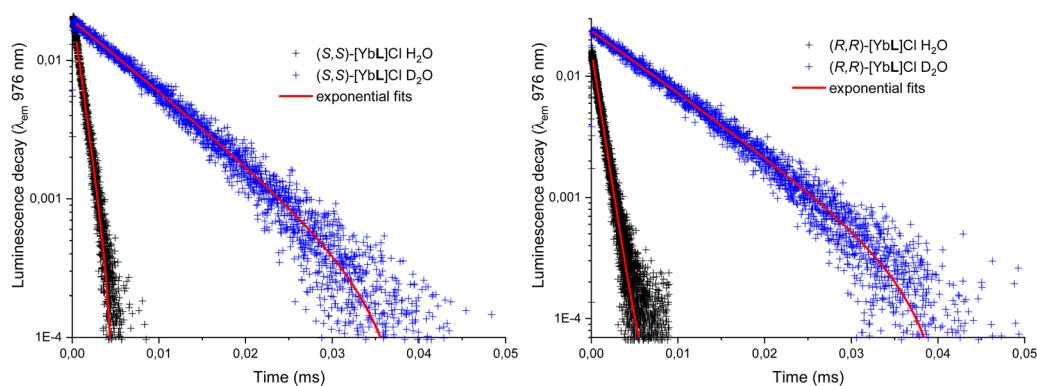 Luminescence decay (λem 976 nm)
0,01
0,001
1E-4
(S,S)-[YbL]Cl H2O
(S,S)-[YbL]Cl D2O
exponential fits
0,00 0,01 0,02 0,03 0,04 0,05
Time (ms)
Luminescence decay (λem 976 nm)
0,01
0,001
1E-4
(R,R)-[YbL]Cl H2O
(R,R)-[YbL]Cl D2O
exponential fits
0,00 0,01 0,02 0,03 0,04 0,05
Time (ms)